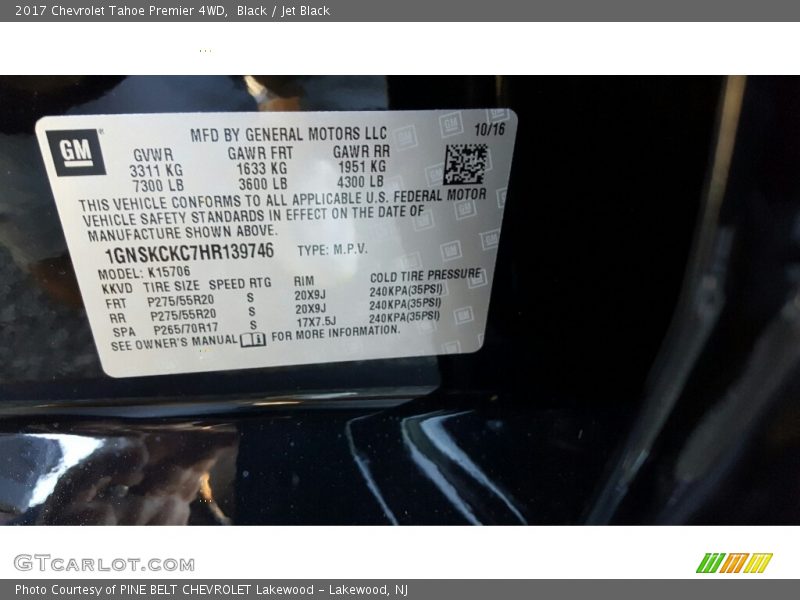 2017 Chevrolet Tahoe Premier 4WD,  Black / Jet Black
GM
MFD BY GENERAL MOTORS LLC 10/16
GVWR GAWR FRT GAWR RR
3311 KG 1633 KG 1951 KG
7300 LB 3600 LB 4300 LB
THIS VEHICLE CONFORMS TO ALL APPLICABLE U.S. FEDERAL MOTOR
VEHICLE SAFETY STANDARDS IN EFFECT ON THE DATE OF
MANUFACTURE SHOWN ABOVE.
1GNSKCKC7HR139746 TYPE: M.P.V.
MODEL: K15706
KKVD TIRE SIZE SPEED RTG RIM COLD TIRE PRESSURE
FRT P275/55R20 S 20X9J 240KPA(35PSI)
RR P275/55R20 S 20X9J 240KPA(35PSI)
SPA P265/70R17 S 17X7.5J 240KPA(35PSI)
SEE OWNER'S MANUAL FOR MORE INFORMATION.
GTCARLOT.COM
Photo Courtesy of PINE BELT CHEVROLET Lakewood - Lakewood, NJ